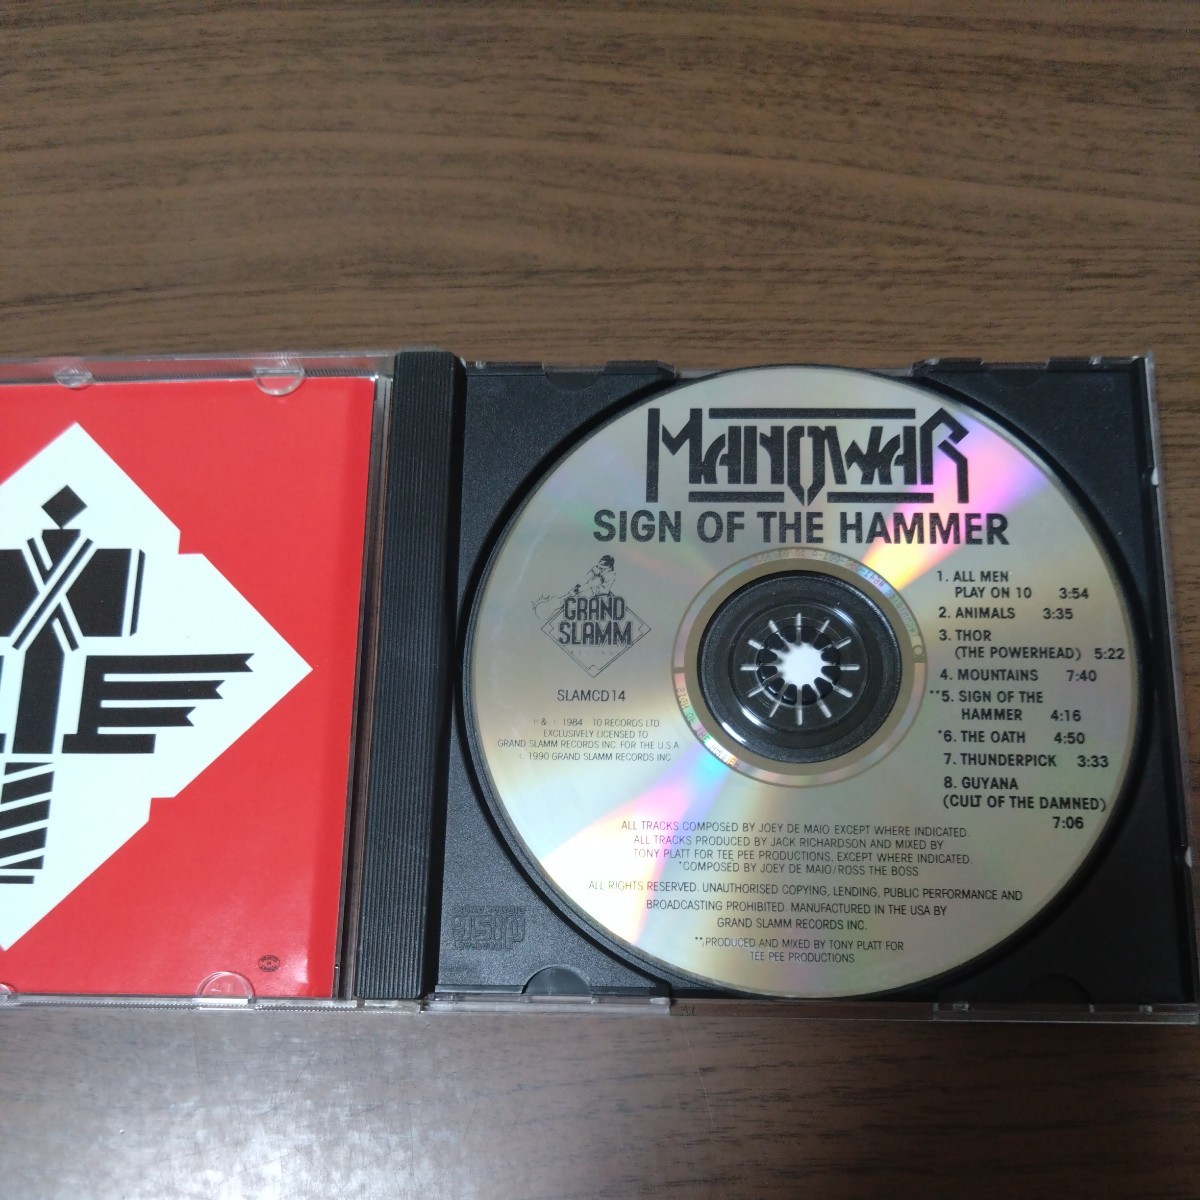 MANOWAR
SIGN OF THE HAMMER
GRAND
SLAMM
RECORDS
SLAMCD14
℗ & © 1984 10 RECORDS LTD
EXCLUSIVELY LICENSED TO
GRAND SLAMM RECORDS INC. FOR THE U.S.A
© 1990 GRAND SLAMM RECORDS INC
1. ALL MEN
PLAY ON 10 3:54
2. ANIMALS 3:35
3. THOR
(THE POWERHEAD) 5:22
4. MOUNTAINS 7:40
**5. SIGN OF THE
HAMMER 4:16
*6. THE OATH 4:50
7. THUNDERPICK 3:33
8. GUYANA
(CULT OF THE DAMNED)
7:06
ALL TRACKS COMPOSED BY JOEY DE MAIO EXCEPT WHERE INDICATED.
ALL TRACKS PRODUCED BY JACK RICHARDSON AND MIXED BY
TONY PLATT FOR TEE PEE PRODUCTIONS. EXCEPT WHERE INDICATED.
*COMPOSED BY JOEY DE MAIO/ROSS THE BOSS
ALL RIGHTS RESERVED. UNAUTHORISED COPYING, LENDING, PUBLIC PERFORMANCE AND
BROADCASTING PROHIBITED. MANUFACTURED IN THE USA BY
GRAND SLAMM RECORDS INC.
**PRODUCED AND MIXED BY TONY PLATT FOR
TEE PEE PRODUCTIONS